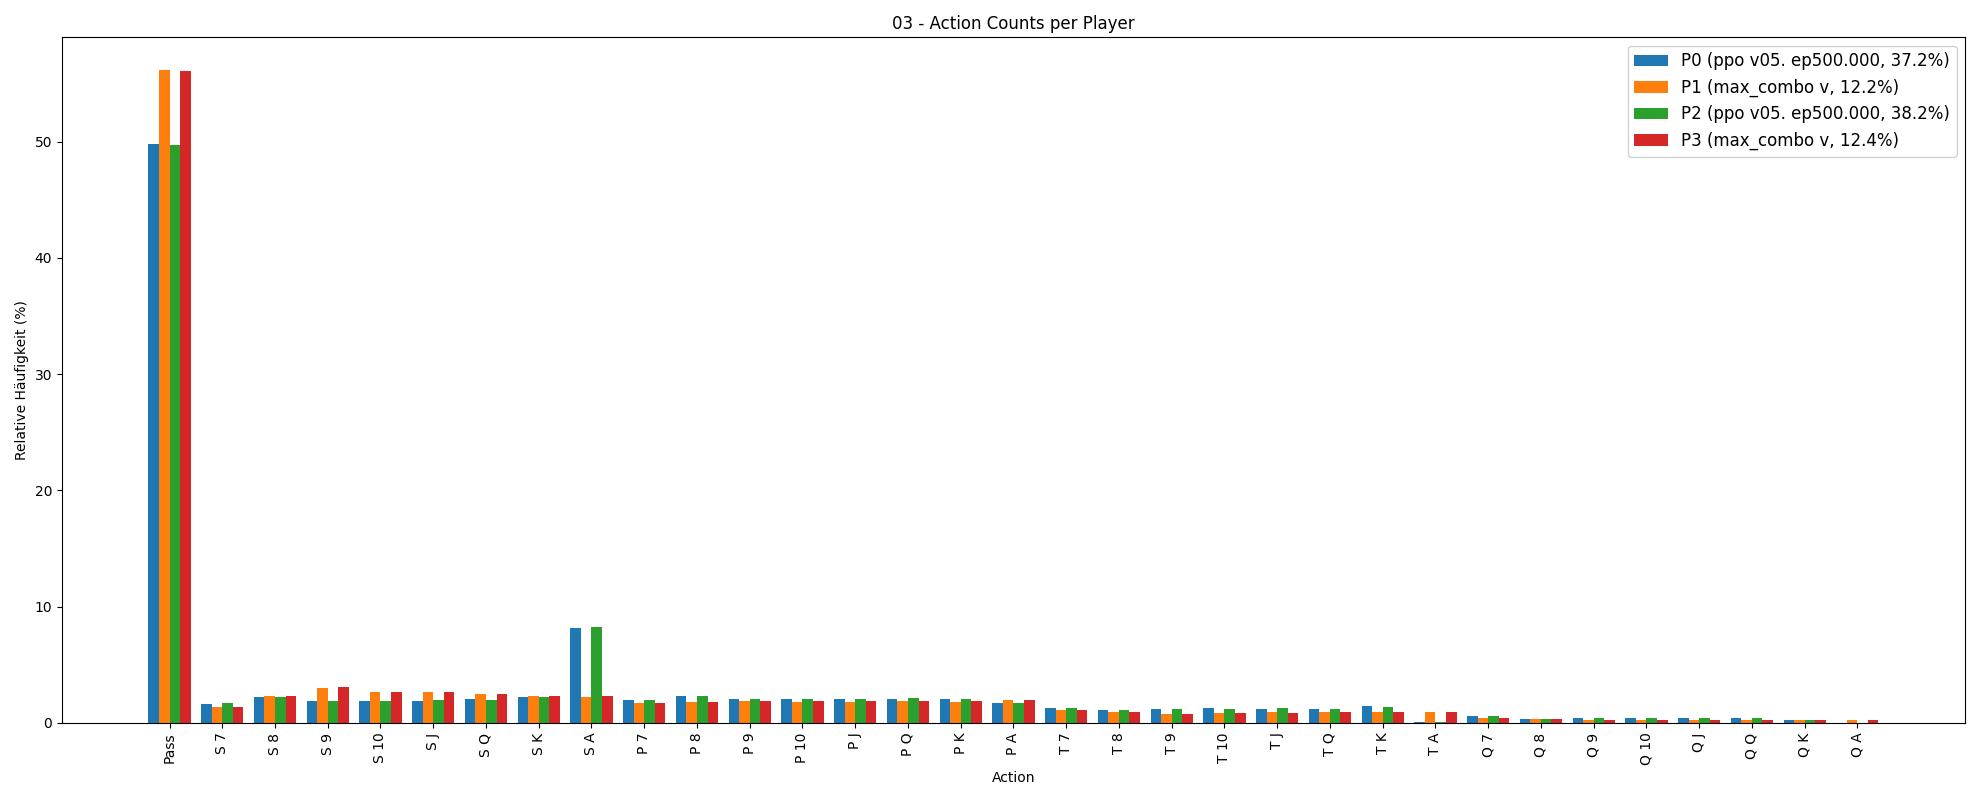 03 - Action Counts per Player
P0 (ppo v05. ep500.000, 37.2%)
P1 (max_combo v, 12.2%)
P2 (ppo v05. ep500.000, 38.2%)
P3 (max_combo v, 12.4%)
Relative Häufigkeit (%)
50
40
30
20
10
0
Pass
S 7
S 8
S 9
S 10
S J
S Q
S K
S A
P 7
P 8
P 9
P 10
P J
P Q
P K
P A
T 7
T 8
T 9
T 10
T J
T Q
T K
T A
Q 7
Q 8
Q 9
Q 10
Q J
Q Q
Q K
Q A
Action